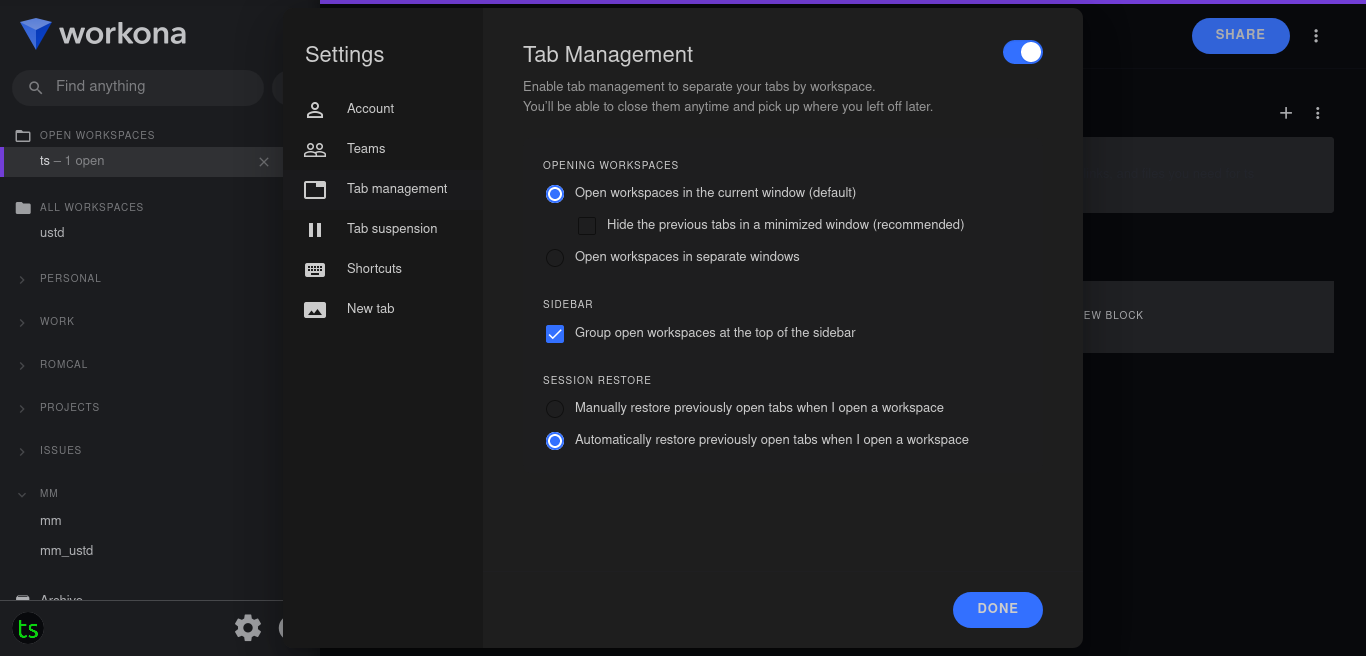 workona
Find anything
OPEN WORKSPACES
ts – 1 open
ALL WORKSPACES
ustd
PERSONAL
WORK
ROMCAL
PROJECTS
ISSUES
MM
mm
mm_ustd
Archive
ts
Settings
Account
Teams
Tab management
Tab suspension
Shortcuts
New tab
Tab Management
Enable tab management to separate your tabs by workspace.
You'll be able to close them anytime and pick up where you left off later.
OPENING WORKSPACES
Open workspaces in the current window (default)
Hide the previous tabs in a minimized window (recommended)
Open workspaces in separate windows
SIDEBAR
Group open workspaces at the top of the sidebar
SESSION RESTORE
Manually restore previously open tabs when I open a workspace
Automatically restore previously open tabs when I open a workspace
DONE
SHARE
EW BLOCK